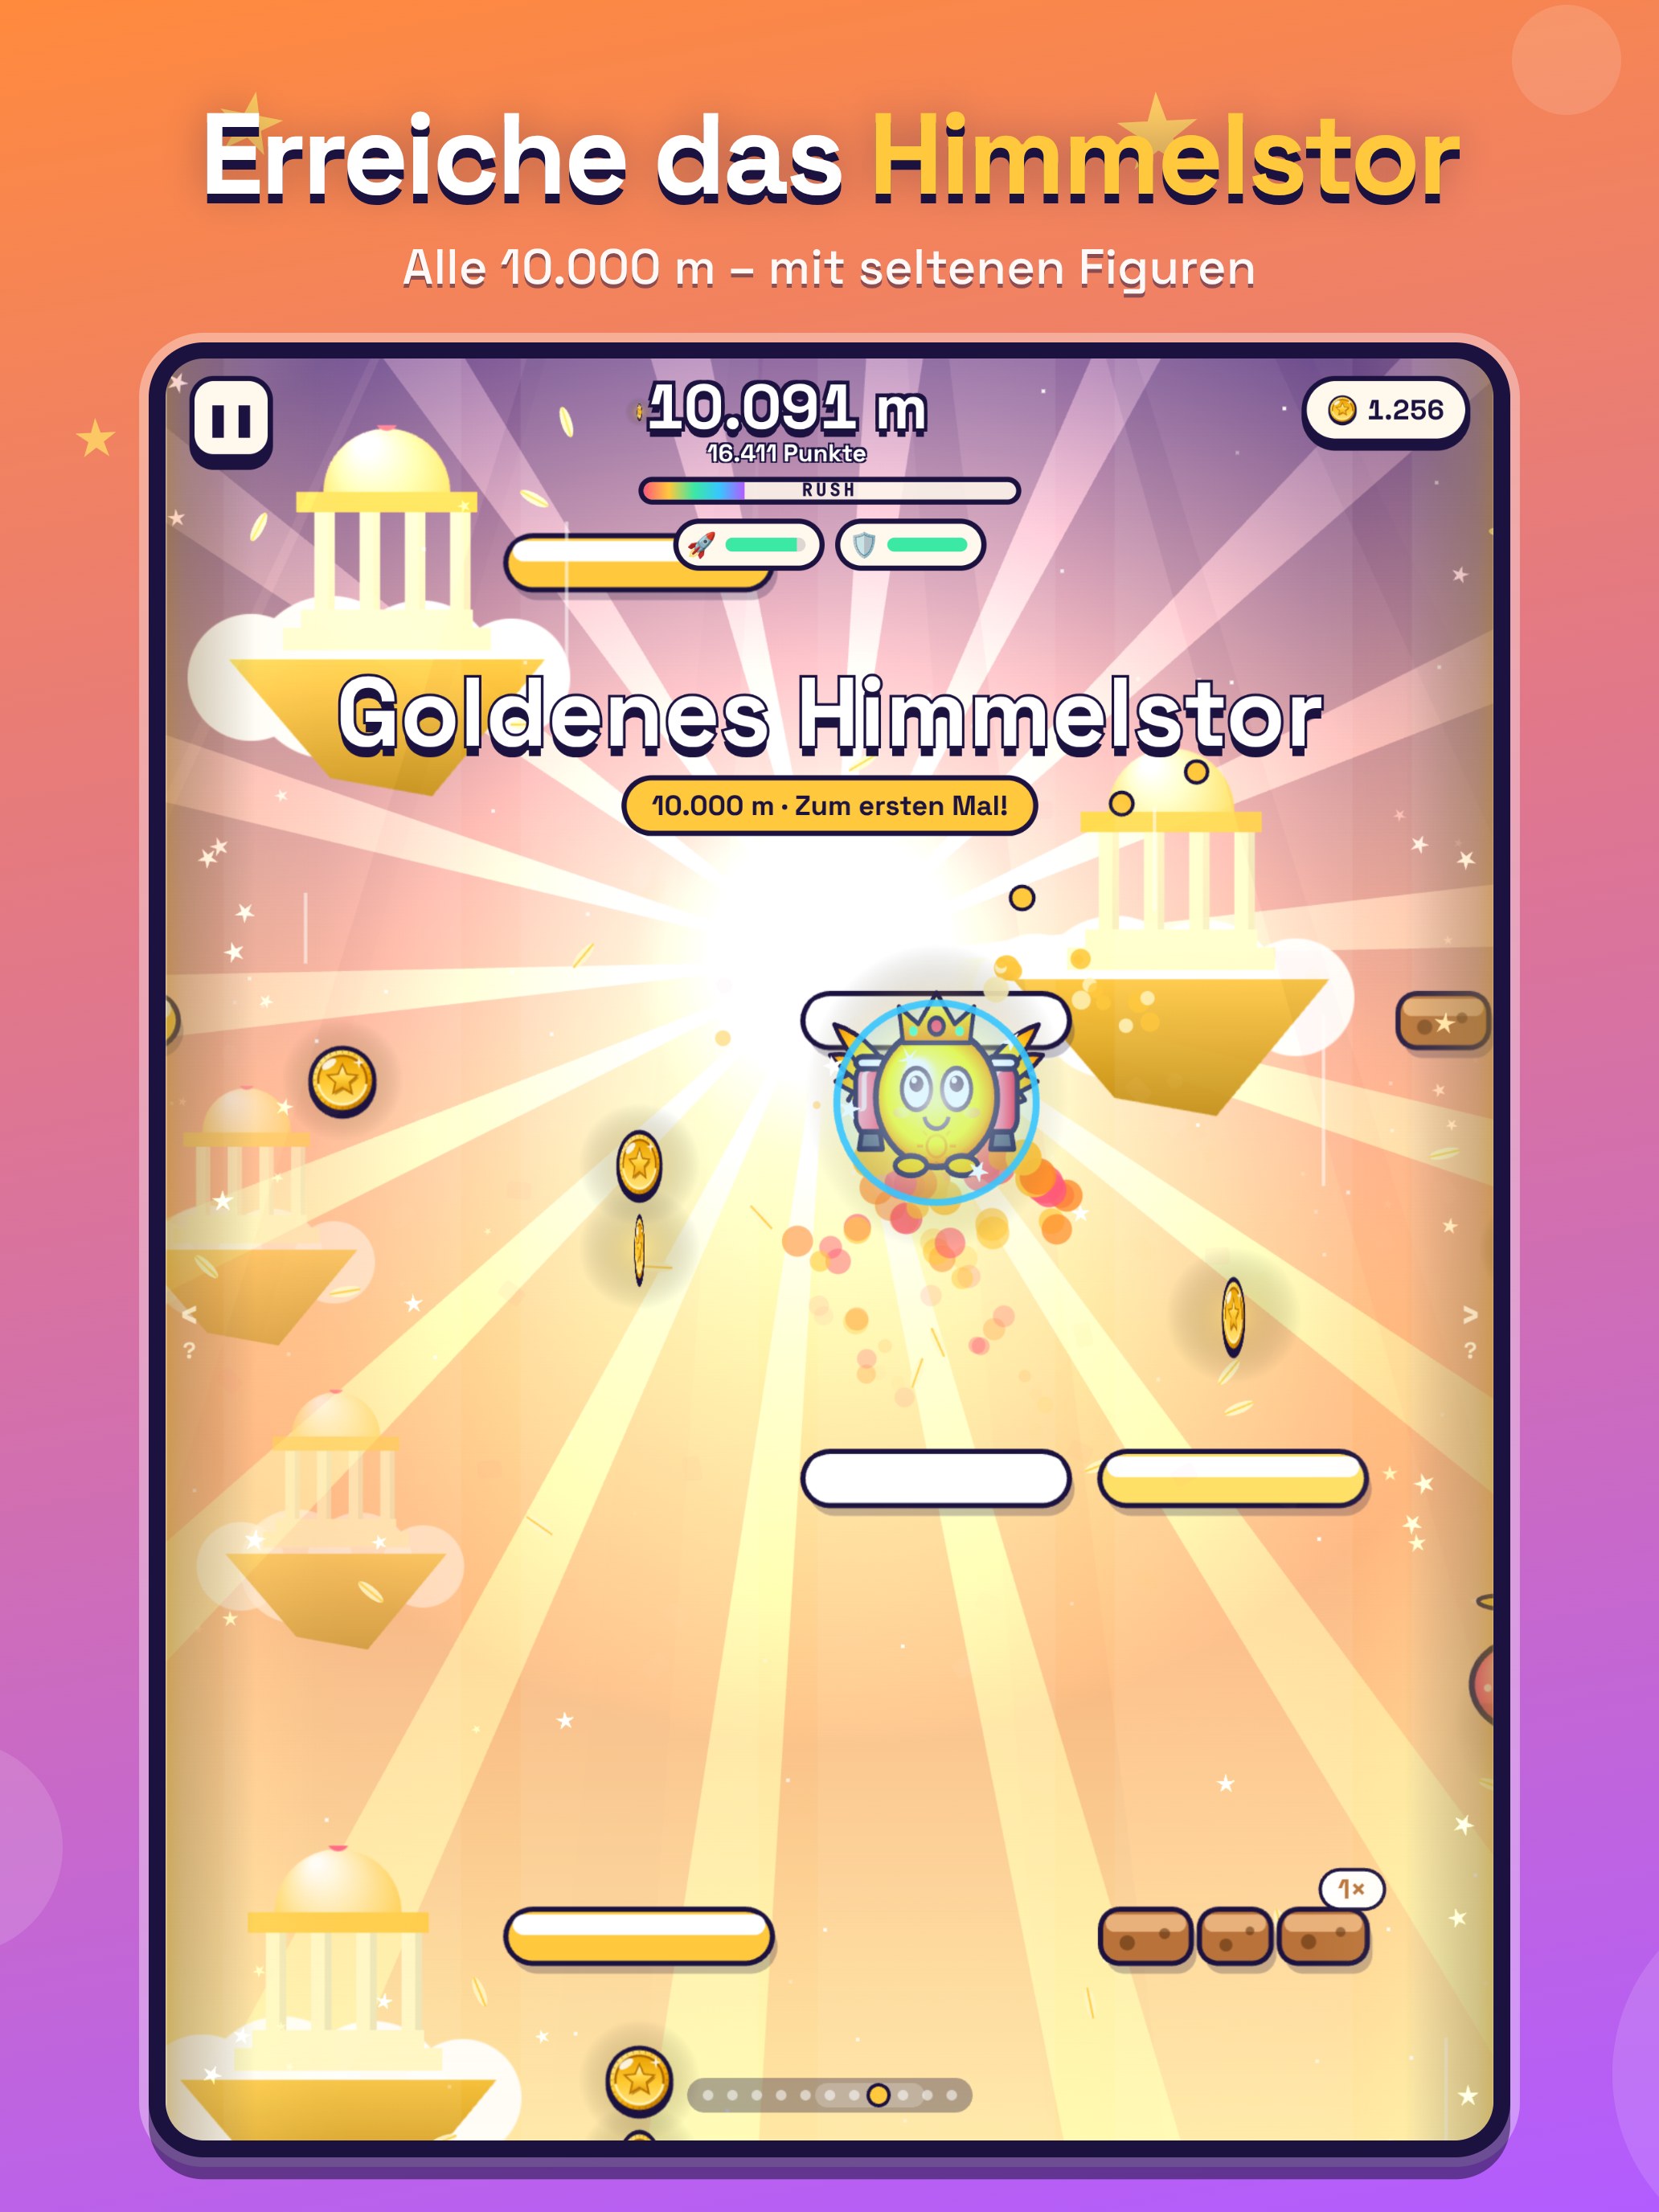 Erreiche das Himmelstor
Alle 10.000 m – mit seltenen Figuren
10.091 m
1.256
16.411 Punkte
RUSH
Goldenes Himmelstor
10.000 m · Zum ersten Mal!
< >
? ?
1×